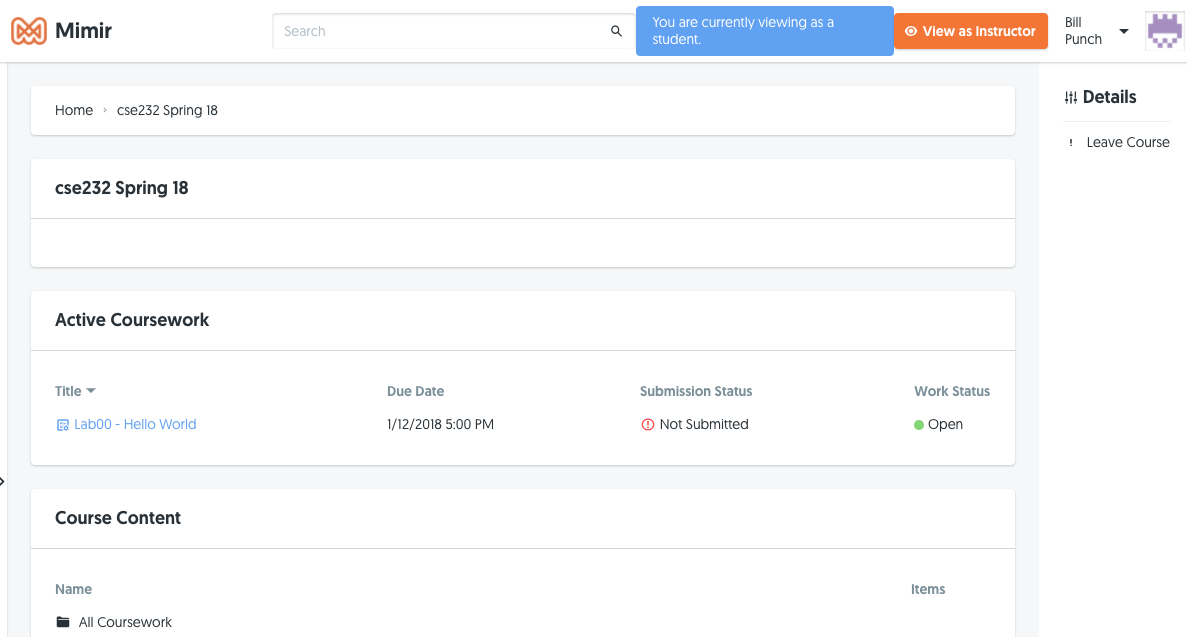 Mimir
Search
You are currently viewing as a
student.
View as Instructor
Bill
Punch
Home › cse232 Spring 18
Details
! Leave Course
cse232 Spring 18
Active Coursework
Title Due Date Submission Status Work Status
Lab00 - Hello World 1/12/2018 5:00 PM Not Submitted Open
Course Content
Name Items
All Coursework